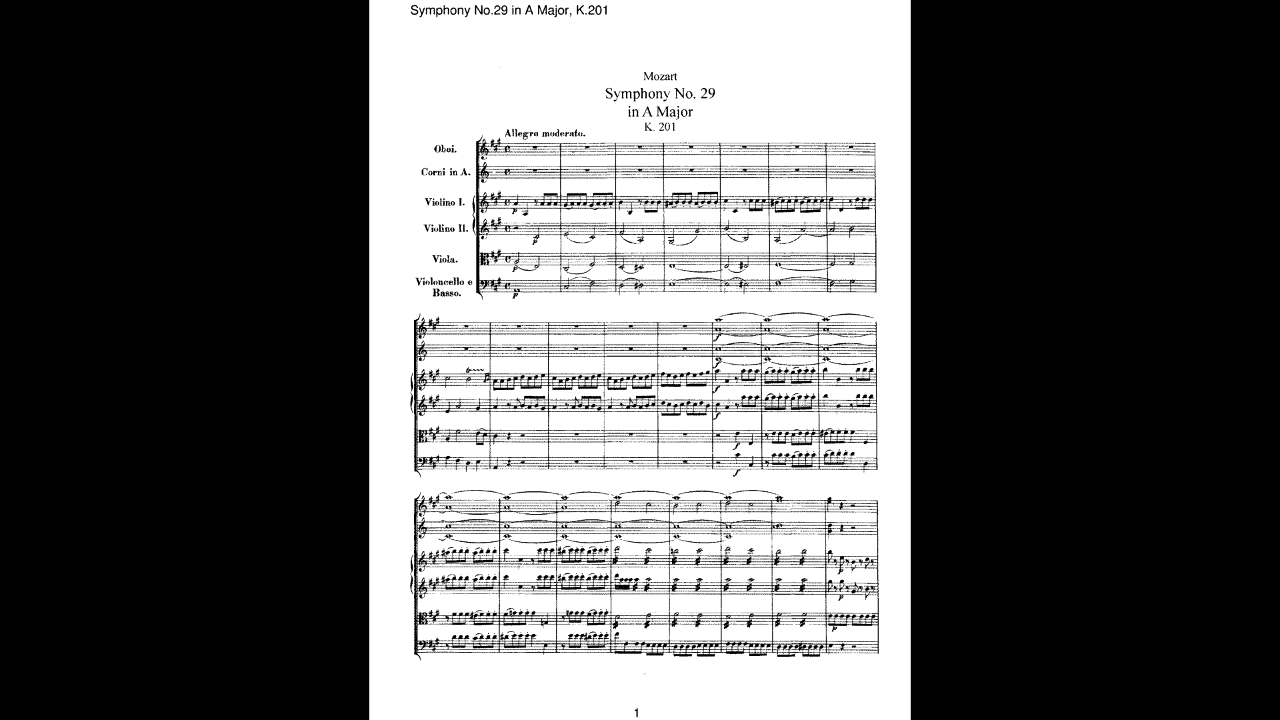 Symphony No.29 in A Major, K.201
Mozart
Symphony No. 29
in A Major
K. 201
Allegro moderato.
Oboi.
Corni in A.
Violino I.
Violino II.
Viola.
Violoncello e
Basso.
p
p
p
f
f
f
f
f
f
p
p
p
1